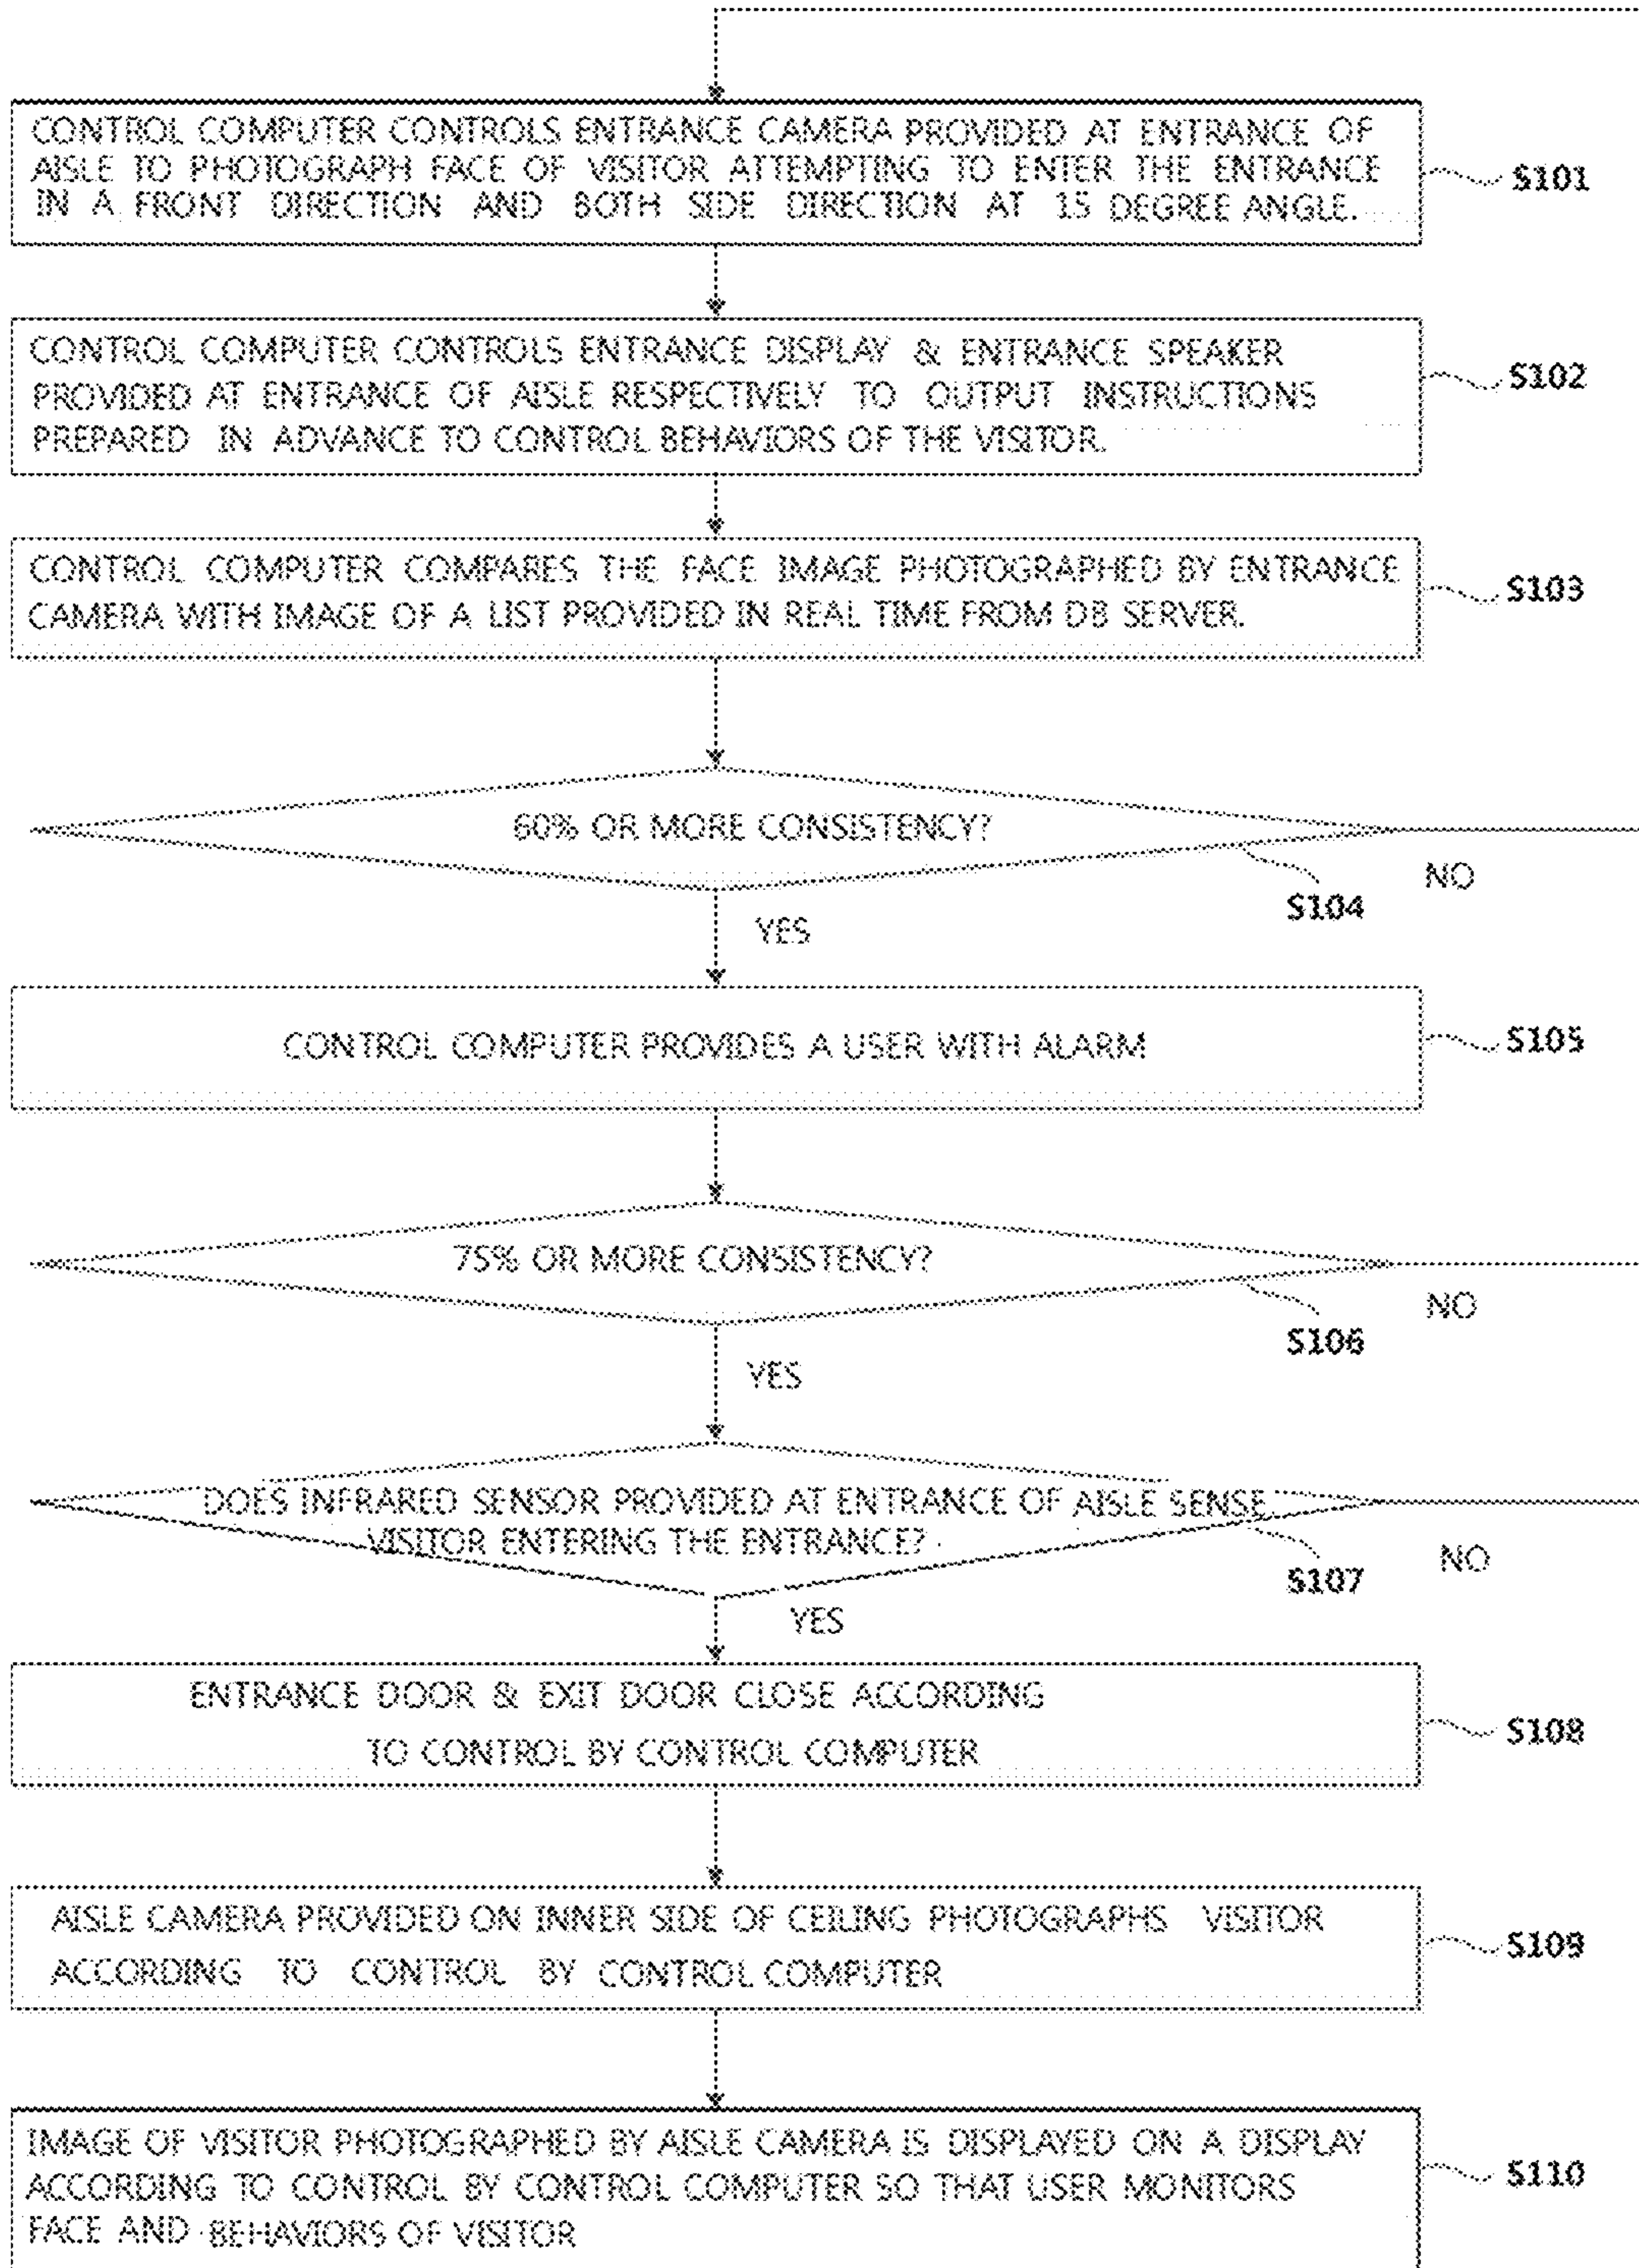 CONTROL COMPUTER CONTROLS ENTRANCE CAMERA PROVIDED AT ENTRANCE OF
AISLE TO PHOTOGRAPH FACE OF VISITOR ATTEMPTING TO ENTER THE ENTRANCE
IN A FRONT DIRECTION AND BOTH SIDE DIRECTION AT 15 DEGREE ANGLE.
S101
CONTROL COMPUTER CONTROLS ENTRANCE DISPLAY & ENTRANCE SPEAKER
PROVIDED AT ENTRANCE OF AISLE RESPECTIVELY TO OUTPUT INSTRUCTIONS
PREPARED IN ADVANCE TO CONTROL BEHAVIORS OF THE VISITOR.
S102
CONTROL COMPUTER COMPARES THE FACE IMAGE PHOTOGRAPHED BY ENTRANCE
CAMERA WITH IMAGE OF A LIST PROVIDED IN REAL TIME FROM DB SERVER.
S103
60% OR MORE CONSISTENCY?
NO
S104
YES
CONTROL COMPUTER PROVIDES A USER WITH ALARM
S105
75% OR MORE CONSISTENCY?
NO
S106
YES
DOES INFRARED SENSOR PROVIDED AT ENTRANCE OF AISLE SENSE
VISITOR ENTERING THE ENTRANCE?
NO
S107
YES
ENTRANCE DOOR & EXIT DOOR CLOSE ACCORDING
TO CONTROL BY CONTROL COMPUTER
S108
AISLE CAMERA PROVIDED ON INNER SIDE OF CEILING PHOTOGRAPHS VISITOR
ACCORDING TO CONTROL BY CONTROL COMPUTER
S109
IMAGE OF VISITOR PHOTOGRAPHED BY AISLE CAMERA IS DISPLAYED ON A DISPLAY
ACCORDING TO CONTROL BY CONTROL COMPUTER SO THAT USER MONITORS
FACE AND BEHAVIORS OF VISITOR
S110